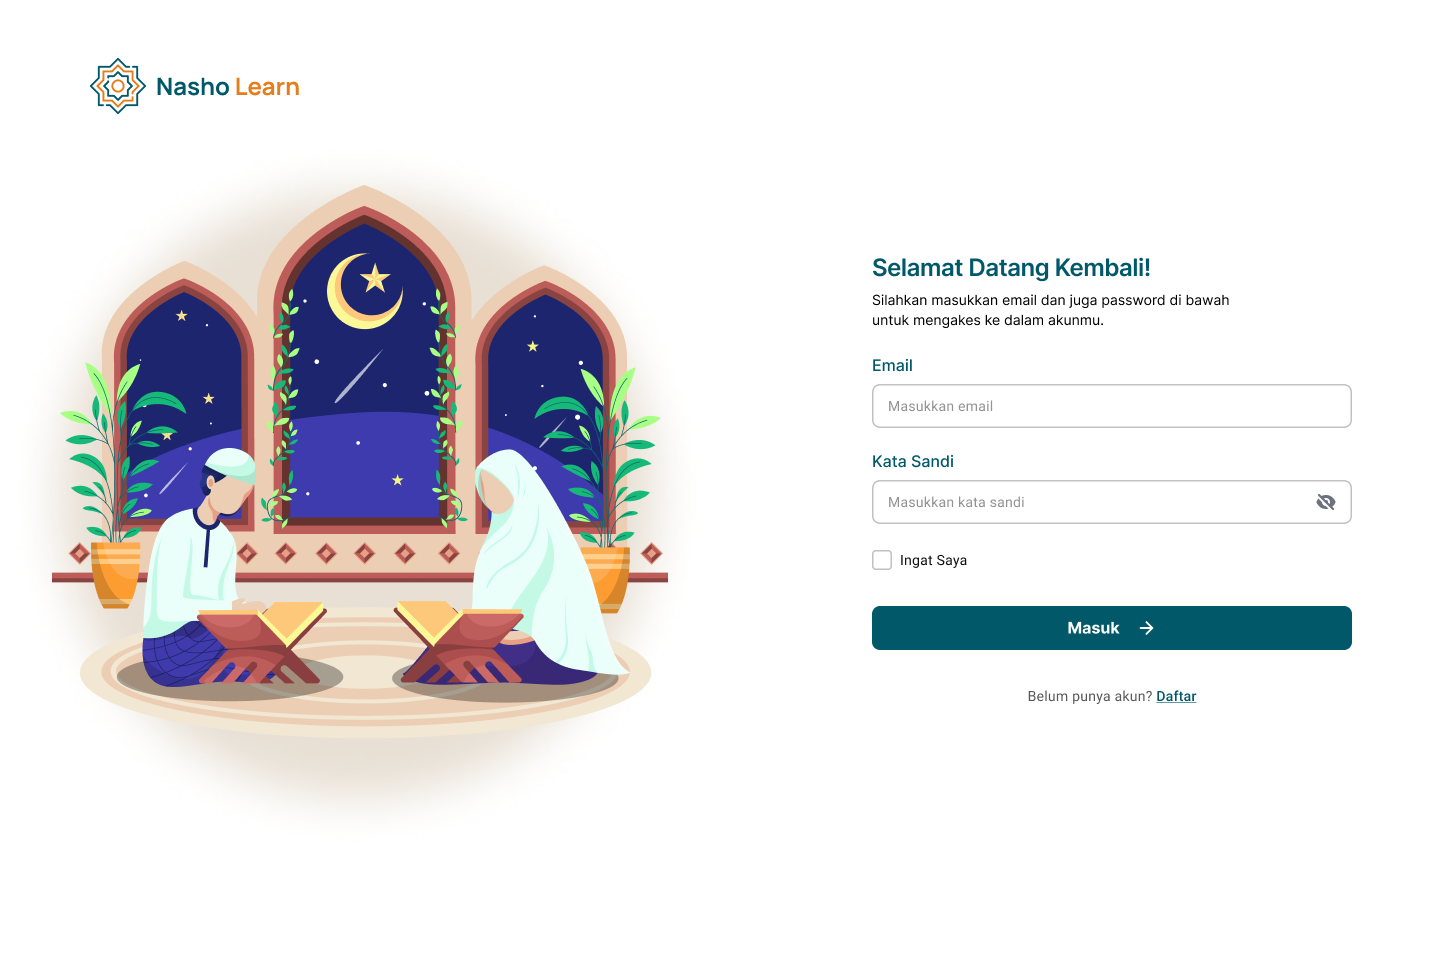 Nasho Learn
Selamat Datang Kembali!
Silahkan masukkan email dan juga password di bawah
untuk mengakes ke dalam akunmu.
Email
Masukkan email
Kata Sandi
Masukkan kata sandi
Ingat Saya
Masuk
Belum punya akun? Daftar